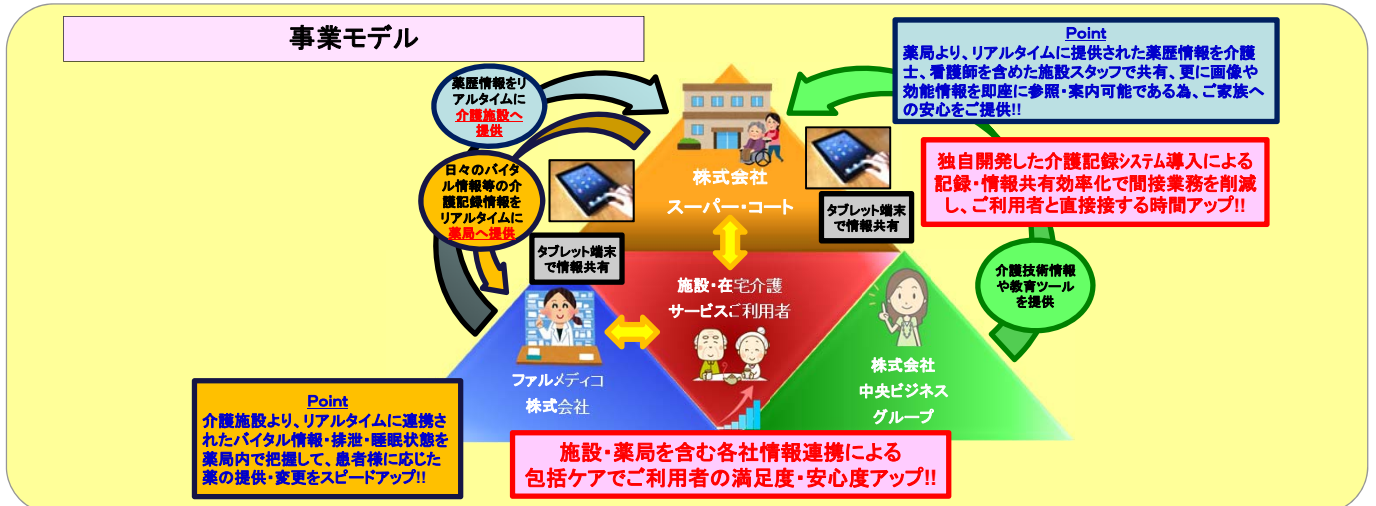 事業モデル
Point
薬局より、リアルタイムに提供された薬歴情報を介護
士、看護師を含めた施設スタッフで共有、更に画像や
効能情報を即座に参照・案内可能である為、ご家族へ
の安心をご提供!!
薬歴情報をリ
アルタイムに
介護施設へ
提供
日々のバイタ
ル情報等の介
護記録情報を
リアルタイムに
薬局へ提供
株式会社
スーパー・コート
タブレット端末
で情報共有
独自開発した介護記録ｼｽﾃﾑ導入による
記録・情報共有効率化で間接業務を削減
し、ご利用者と直接接する時間アップ!!
タブレット端末
で情報共有
施設・在宅介護
サービスご利用者
介護技術情報
や教育ツール
を提供
ファルメディコ
株式会社
株式会社
中央ビジネス
グループ
Point
介護施設より、リアルタイムに連携さ
れたバイタル情報・排泄・睡眠状態を
薬局内で把握して、患者様に応じた
薬の提供・変更をスピードアップ!!
施設・薬局を含む各社情報連携による
包括ケアでご利用者の満足度・安心度アップ!!